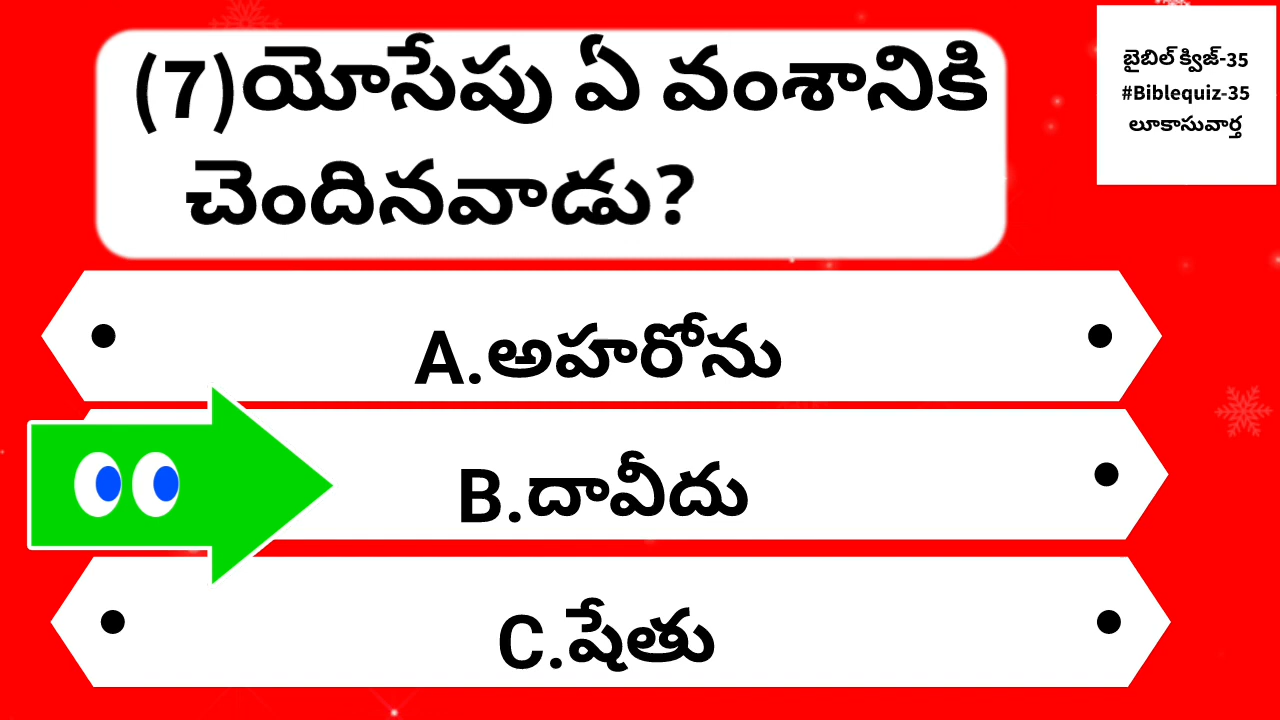 (7)యోసేపు ఏ వంశానికి
చెందినవాడు?
బైబిల్ క్విజ్-35
#Biblequiz-35
లూకాసువార్త
A.అహరోను
B.దావీదు
C.షేతు